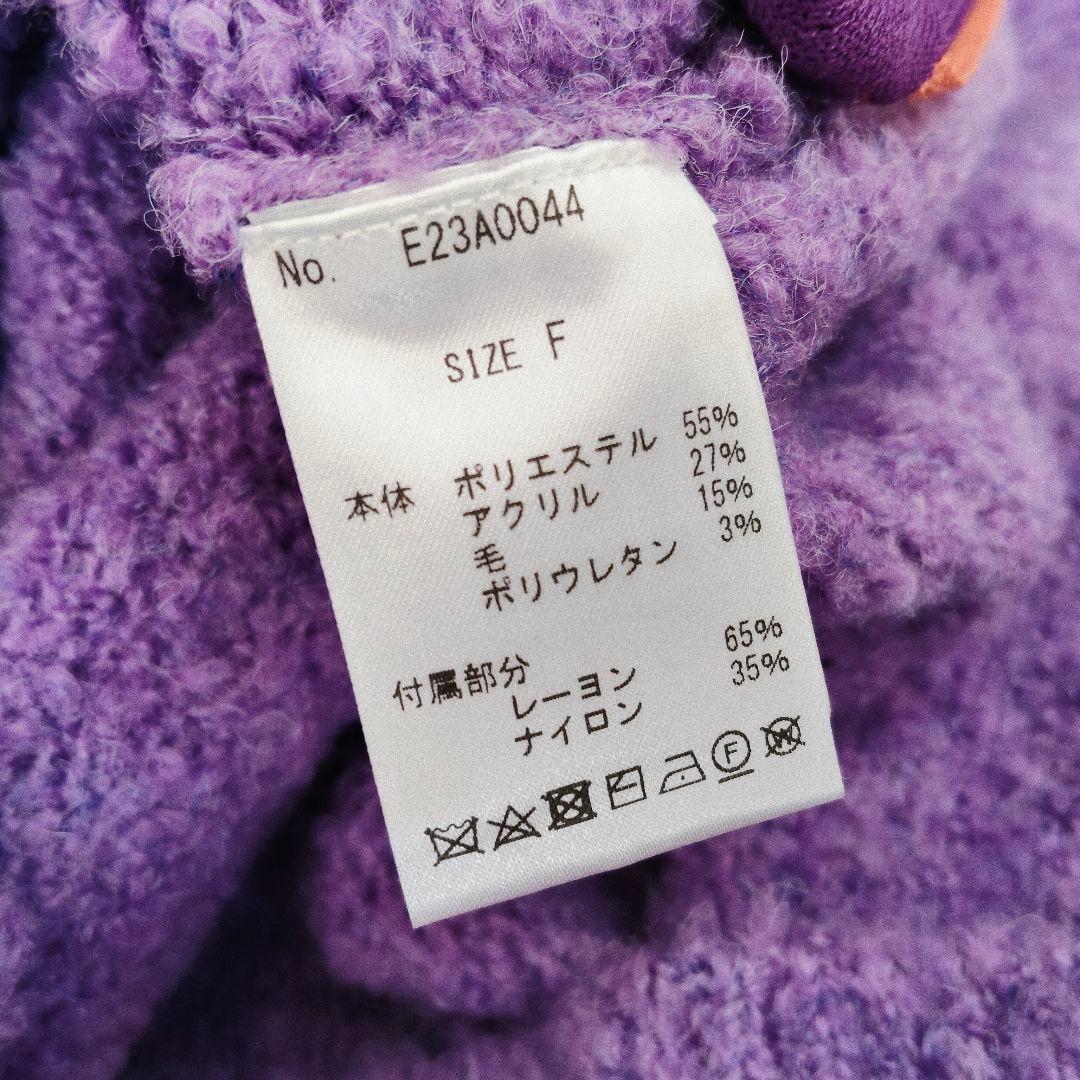 No. E23A0044
SIZE F
本体 ポリエステル 55%
アクリル 27%
毛 15%
ポリウレタン 3%
付属部分
レーヨン 65%
ナイロン 35%
F W